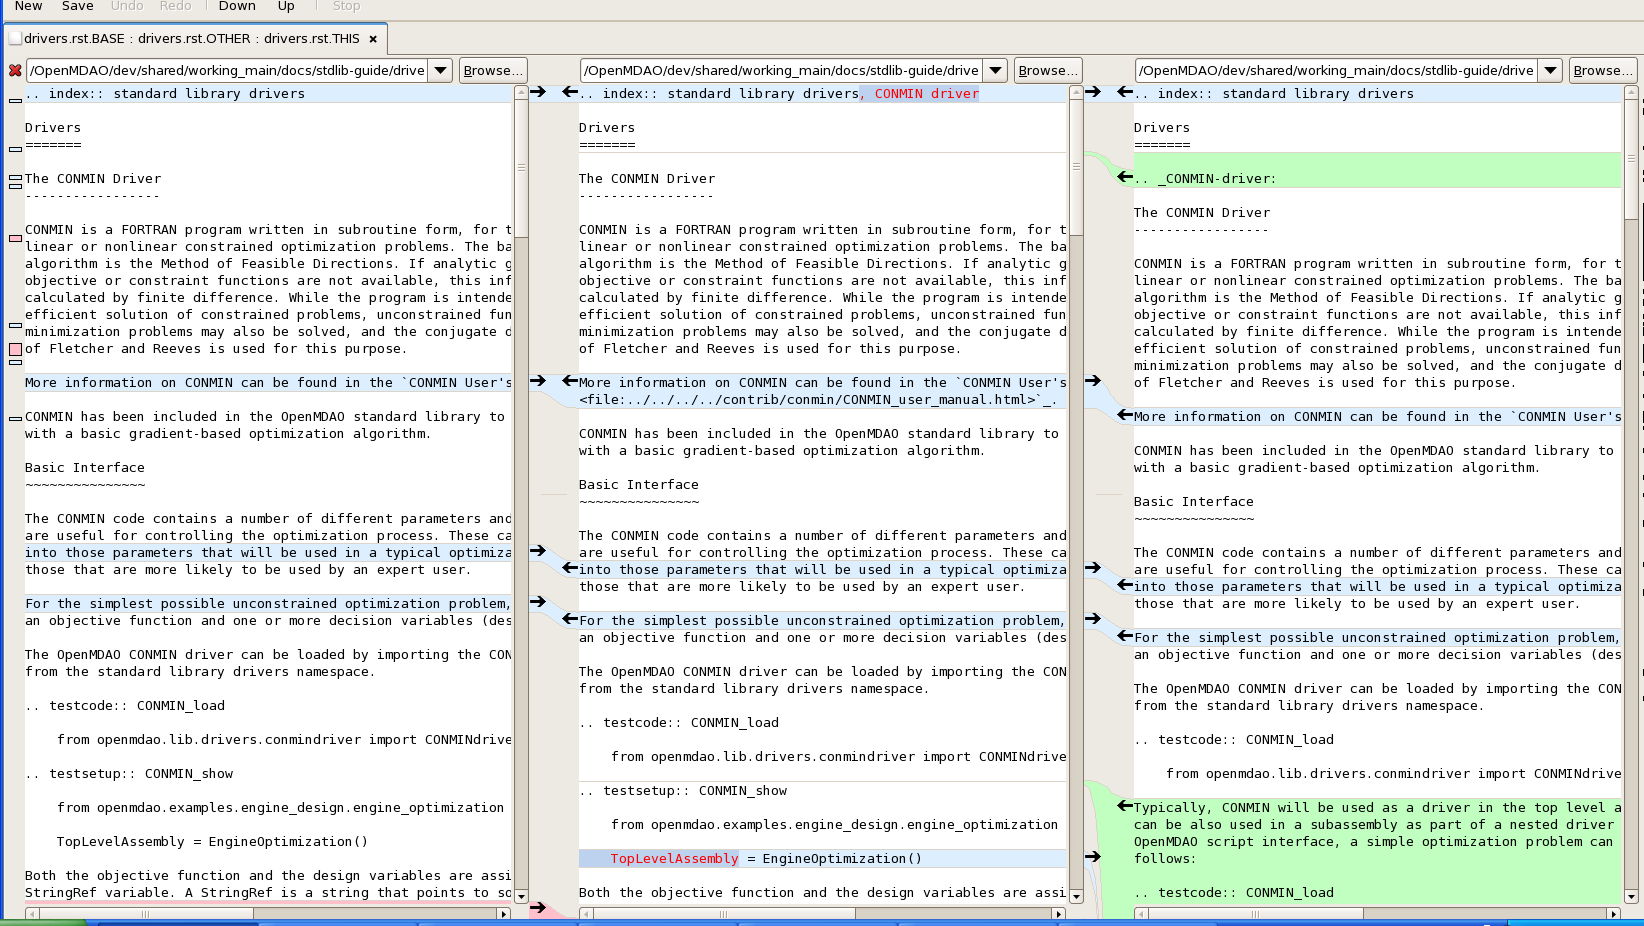 New Save Undo Redo Down Up Stop
drivers.rst.BASE : drivers.rst.OTHER : drivers.rst.THIS
/OpenMDAO/dev/shared/working_main/docs/stdlib-guide/drive Browse...
.. index:: standard library drivers
Drivers
=======
The CONMIN Driver
-----------------
CONMIN is a FORTRAN program written in subroutine form, for t
linear or nonlinear constrained optimization problems. The ba
algorithm is the Method of Feasible Directions. If analytic g
objective or constraint functions are not available, this inf
calculated by finite difference. While the program is intende
efficient solution of constrained problems, unconstrained fun
minimization problems may also be solved, and the conjugate d
of Fletcher and Reeves is used for this purpose.
More information on CONMIN can be found in the `CONMIN User's
CONMIN has been included in the OpenMDAO standard library to
with a basic gradient-based optimization algorithm.
Basic Interface
~~~~~~~~~~~~~~~
The CONMIN code contains a number of different parameters and
are useful for controlling the optimization process. These ca
into those parameters that will be used in a typical optimiza
those that are more likely to be used by an expert user.
For the simplest possible unconstrained optimization problem,
an objective function and one or more decision variables (des
The OpenMDAO CONMIN driver can be loaded by importing the CON
from the standard library drivers namespace.
.. testcode:: CONMIN_load
from openmdao.lib.drivers.conmindriver import CONMINdrive
.. testsetup:: CONMIN_show
from openmdao.examples.engine_design.engine_optimization
TopLevelAssembly = EngineOptimization()
Both the objective function and the design variables are assi
StringRef variable. A StringRef is a string that points to so
/OpenMDAO/dev/shared/working_main/docs/stdlib-guide/drive Browse...
.. index:: standard library drivers, CONMIN driver
Drivers
=======
The CONMIN Driver
-----------------
CONMIN is a FORTRAN program written in subroutine form, for t
linear or nonlinear constrained optimization problems. The ba
algorithm is the Method of Feasible Directions. If analytic g
objective or constraint functions are not available, this inf
calculated by finite difference. While the program is intende
efficient solution of constrained problems, unconstrained fun
minimization problems may also be solved, and the conjugate d
of Fletcher and Reeves is used for this purpose.
More information on CONMIN can be found in the `CONMIN User's
<file:../../../../contrib/conmin/CONMIN_user_manual.html>`_.
CONMIN has been included in the OpenMDAO standard library to
with a basic gradient-based optimization algorithm.
Basic Interface
~~~~~~~~~~~~~~~
The CONMIN code contains a number of different parameters and
are useful for controlling the optimization process. These ca
into those parameters that will be used in a typical optimiza
those that are more likely to be used by an expert user.
For the simplest possible unconstrained optimization problem,
an objective function and one or more decision variables (des
The OpenMDAO CONMIN driver can be loaded by importing the CON
from the standard library drivers namespace.
.. testcode:: CONMIN_load
from openmdao.lib.drivers.conmindriver import CONMINdrive
.. testsetup:: CONMIN_show
from openmdao.examples.engine_design.engine_optimization
TopLevelAssembly = EngineOptimization()
Both the objective function and the design variables are assi
/OpenMDAO/dev/shared/working_main/docs/stdlib-guide/drive Browse...
.. index:: standard library drivers
Drivers
=======
.. _CONMIN-driver:
The CONMIN Driver
-----------------
CONMIN is a FORTRAN program written in subroutine form, for t
linear or nonlinear constrained optimization problems. The ba
algorithm is the Method of Feasible Directions. If analytic g
objective or constraint functions are not available, this inf
calculated by finite difference. While the program is intende
efficient solution of constrained problems, unconstrained fun
minimization problems may also be solved, and the conjugate d
of Fletcher and Reeves is used for this purpose.
More information on CONMIN can be found in the `CONMIN User's
CONMIN has been included in the OpenMDAO standard library to
with a basic gradient-based optimization algorithm.
Basic Interface
~~~~~~~~~~~~~~~
The CONMIN code contains a number of different parameters and
are useful for controlling the optimization process. These ca
into those parameters that will be used in a typical optimiza
those that are more likely to be used by an expert user.
For the simplest possible unconstrained optimization problem,
an objective function and one or more decision variables (des
The OpenMDAO CONMIN driver can be loaded by importing the CON
from the standard library drivers namespace.
.. testcode:: CONMIN_load
from openmdao.lib.drivers.conmindriver import CONMINdrive
Typically, CONMIN will be used as a driver in the top level a
can be also used in a subassembly as part of a nested driver
OpenMDAO script interface, a simple optimization problem can
follows:
.. testcode:: CONMIN_load